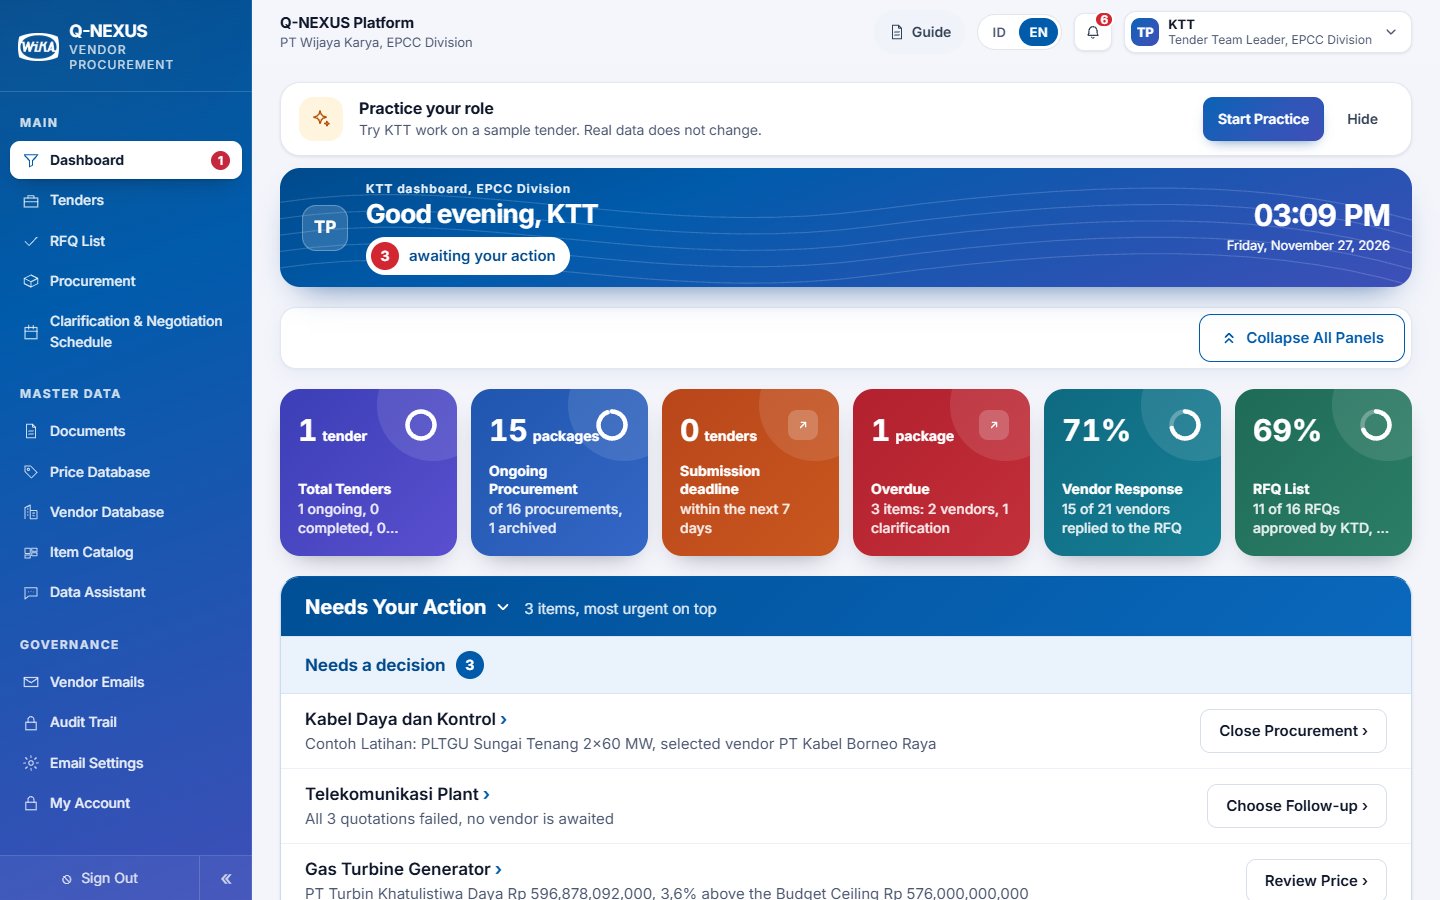 WIKA
Q-NEXUS
VENDOR
PROCUREMENT
MAIN
Dashboard 1
Tenders
RFQ List
Procurement
Clarification & Negotiation
Schedule
MASTER DATA
Documents
Price Database
Vendor Database
Item Catalog
Data Assistant
GOVERNANCE
Vendor Emails
Audit Trail
Email Settings
My Account
Sign Out
Q-NEXUS Platform
PT Wijaya Karya, EPCC Division
Guide
ID EN
6
TP
KTT
Tender Team Leader, EPCC Division
Practice your role
Try KTT work on a sample tender. Real data does not change.
Start Practice
Hide
TP
KTT dashboard, EPCC Division
Good evening, KTT
3 awaiting your action
03:09 PM
Friday, November 27, 2026
Collapse All Panels
1 tender
Total Tenders
1 ongoing, 0
completed, 0...
15 packages
Ongoing
Procurement
of 16 procurements,
1 archived
0 tenders
Submission
deadline
within the next 7
days
1 package
Overdue
3 items: 2 vendors, 1
clarification
71%
Vendor Response
15 of 21 vendors
replied to the RFQ
69%
RFQ List
11 of 16 RFQs
approved by KTD, ...
Needs Your Action 3 items, most urgent on top
Needs a decision 3
Kabel Daya dan Kontrol ›
Contoh Latihan: PLTGU Sungai Tenang 2×60 MW, selected vendor PT Kabel Borneo Raya
Close Procurement ›
Telekomunikasi Plant ›
All 3 quotations failed, no vendor is awaited
Choose Follow-up ›
Gas Turbine Generator ›
PT Turbin Khatulistiwa Daya Rp 596,878,092,000, 3,6% above the Budget Ceiling Rp 576,000,000,000
Review Price ›